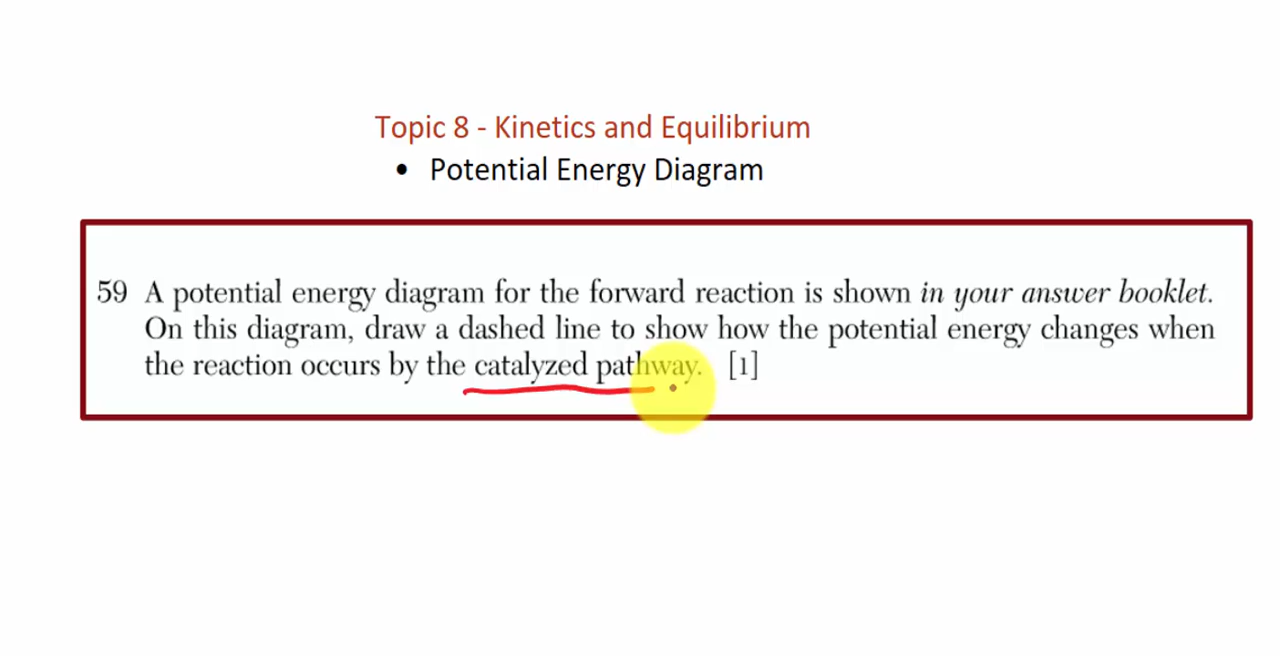 Topic 8 - Kinetics and Equilibrium
• Potential Energy Diagram
59 A potential energy diagram for the forward reaction is shown in your answer booklet.
On this diagram, draw a dashed line to show how the potential energy changes when
the reaction occurs by the catalyzed pathway. [1]